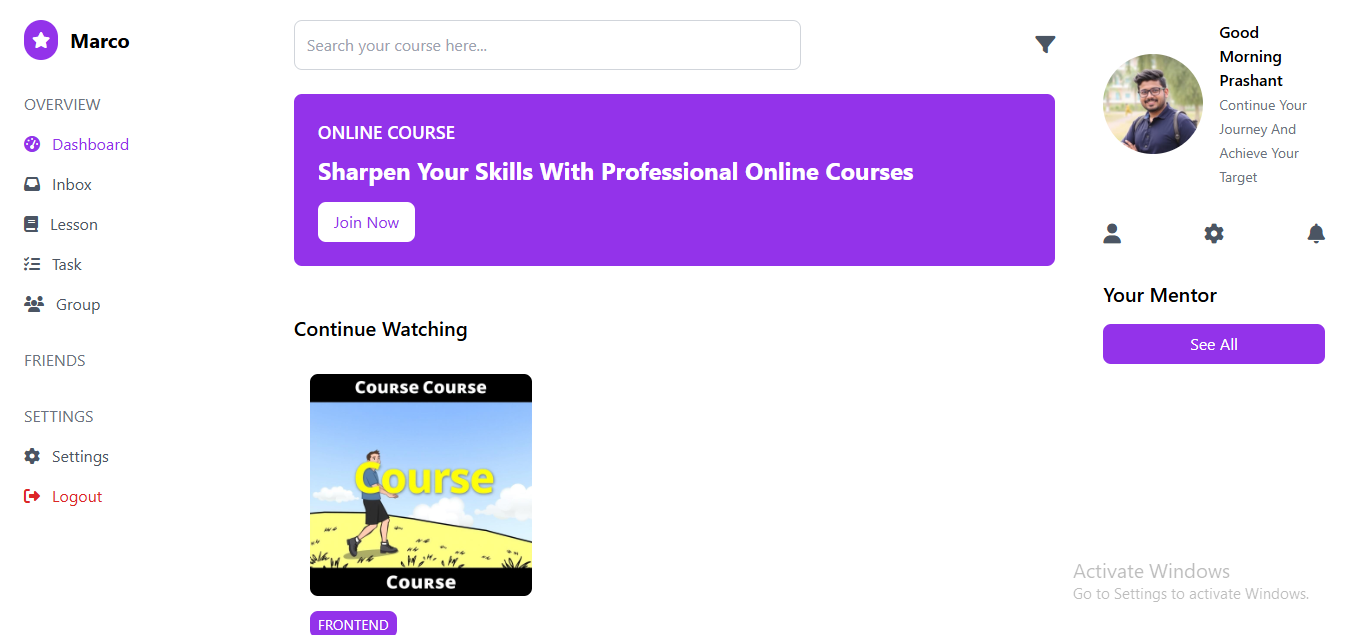 Marco
OVERVIEW
Dashboard
Inbox
Lesson
Task
Group
FRIENDS
SETTINGS
Settings
Logout
Search your course here...
ONLINE COURSE
Sharpen Your Skills With Professional Online Courses
Join Now
Continue Watching
Course Course
Course
Course
FRONTEND
Good
Morning
Prashant
Continue Your
Journey And
Achieve Your
Target
Your Mentor
See All
Activate Windows
Go to Settings to activate Windows.